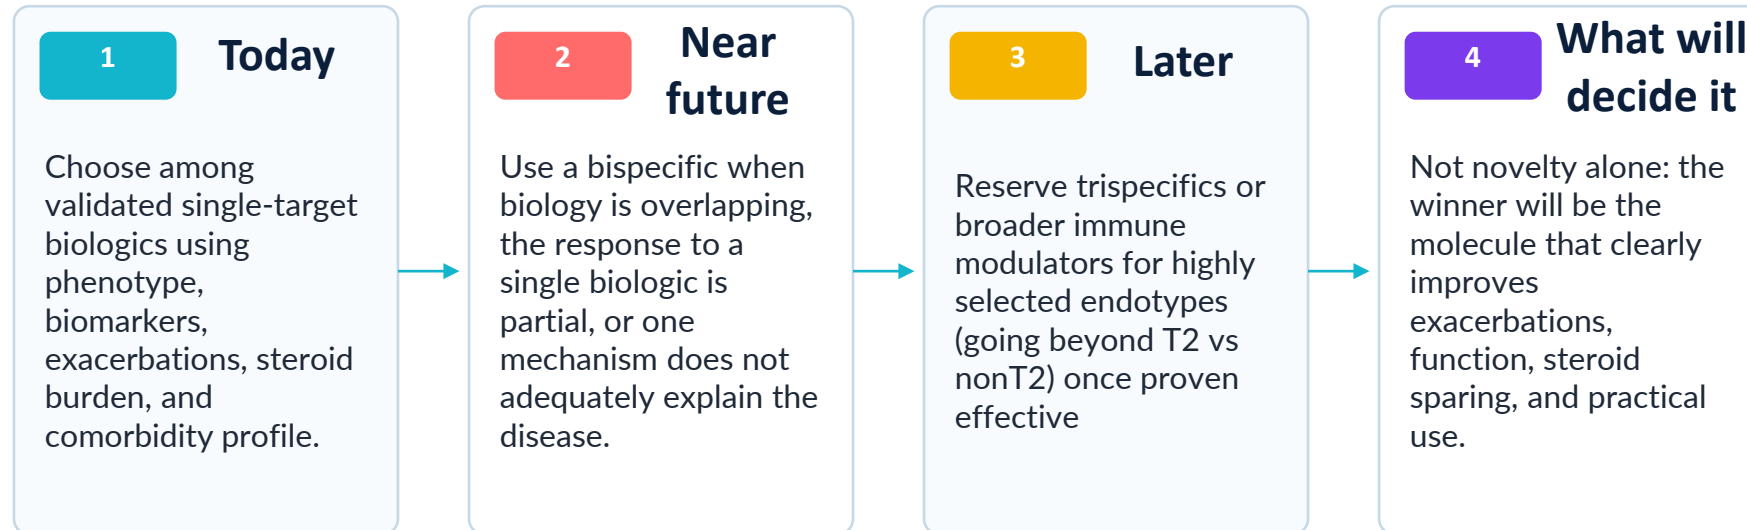 1
Today
Choose among
validated single-target
biologics using
phenotype,
biomarkers,
exacerbations, steroid
burden, and
comorbidity profile.
2
Near
future
Use a bispecific when
biology is overlapping,
the response to a
single biologic is
partial, or one
mechanism does not
adequately explain the
disease.
3
Later
Reserve trispecifics or
broader immune
modulators for highly
selected endotypes
(going beyond T2 vs
nonT2) once proven
effective
4
What will
decide it
Not novelty alone: the
winner will be the
molecule that clearly
improves
exacerbations,
function, steroid
sparing, and practical
use.